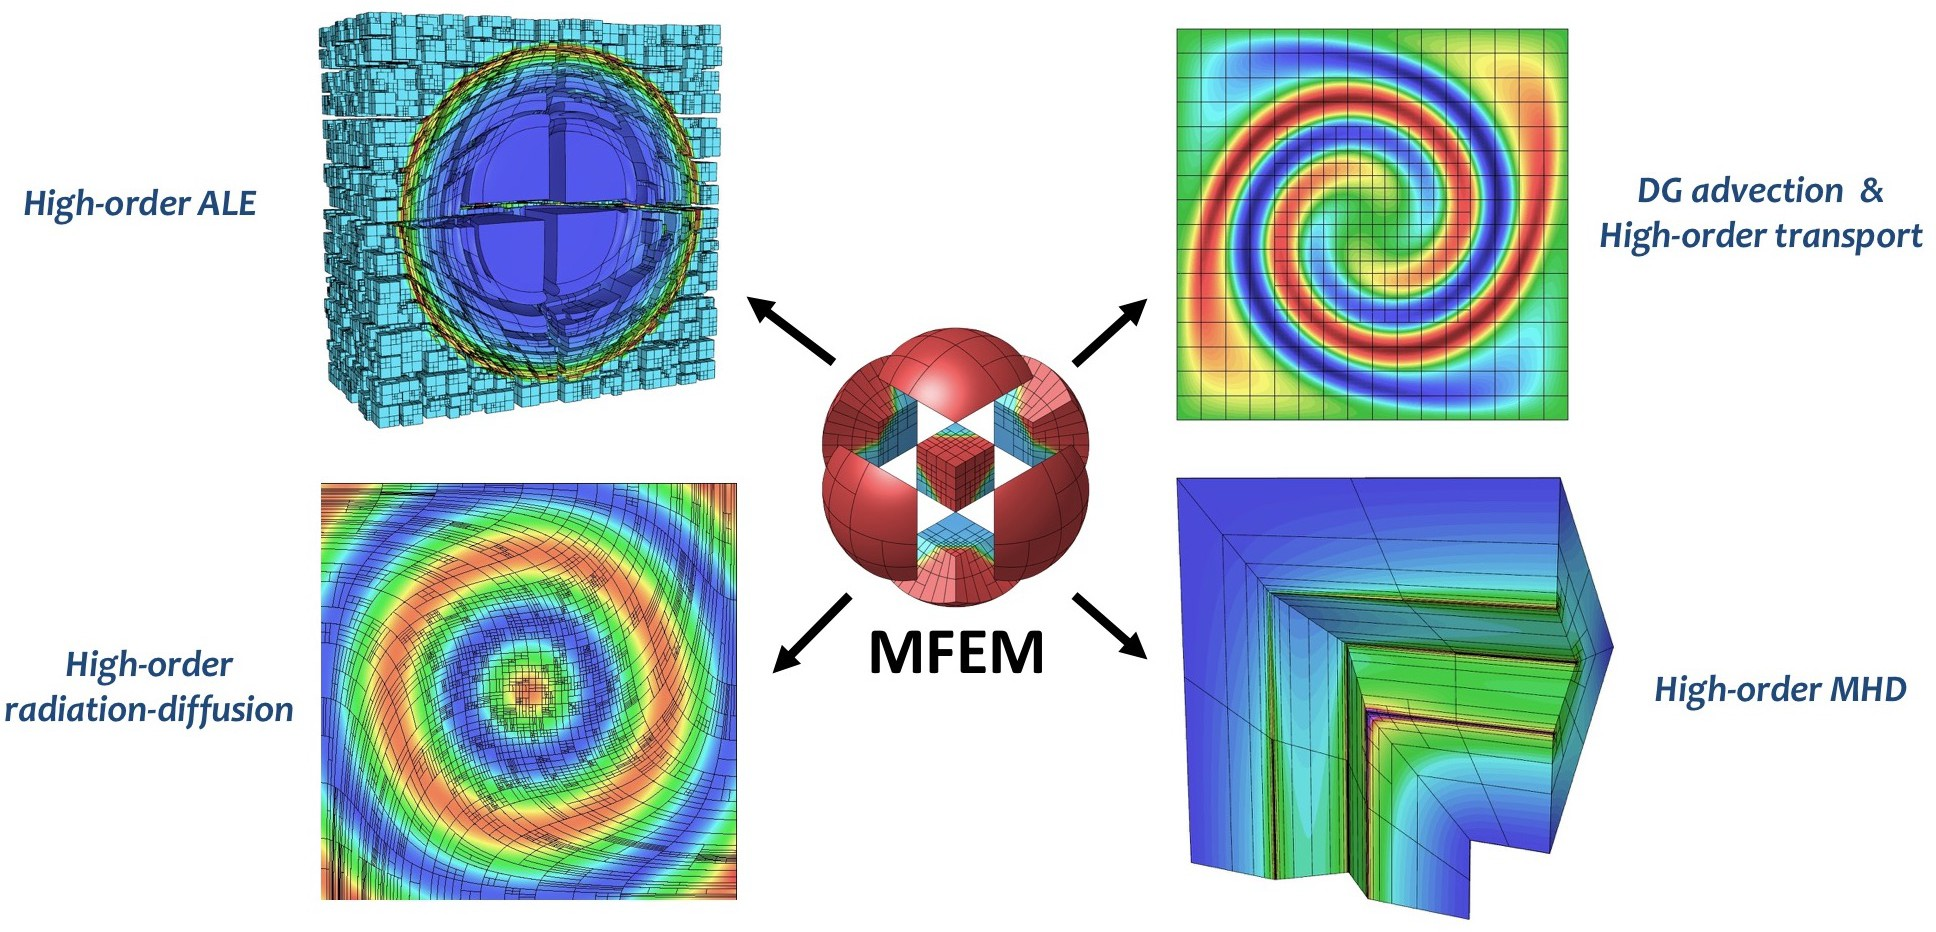 High-order ALE
DG advection &
High-order transport
MFEM
High-order
radiation-diffusion
High-order MHD